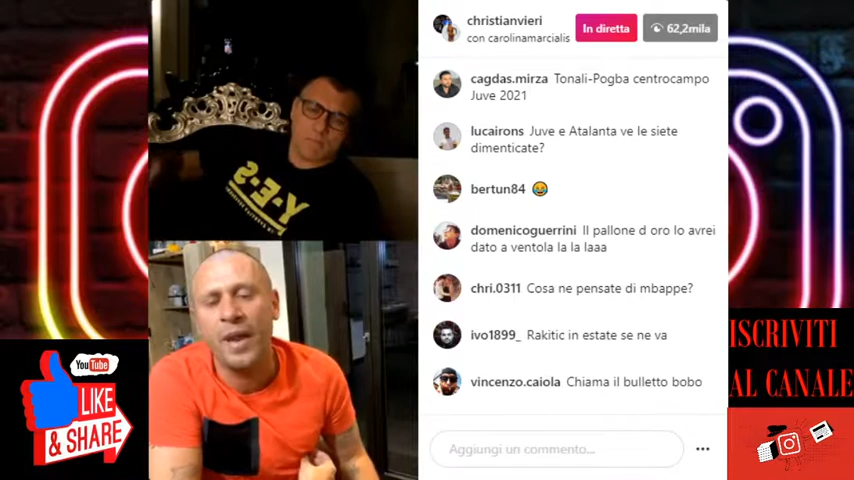 christianvieri
con carolinamarcialis
In diretta
62,2mila
cagdas.mirza Tonali-Pogba centrocampo
Juve 2021
lucairons Juve e Atalanta ve le siete
dimenticate?
bertun84 😂
domenicoguerrini Il pallone d oro lo avrei
dato a ventola la la laaa
chri.0311 Cosa ne pensate di mbappe?
ivo1899_ Rakitic in estate se ne va
vincenzo.caiola Chiama il bulletto bobo
Aggiungi un commento...
Y-E-S
YouTube
LIKE
& SHARE
ISCRIVITI
AL CANALE